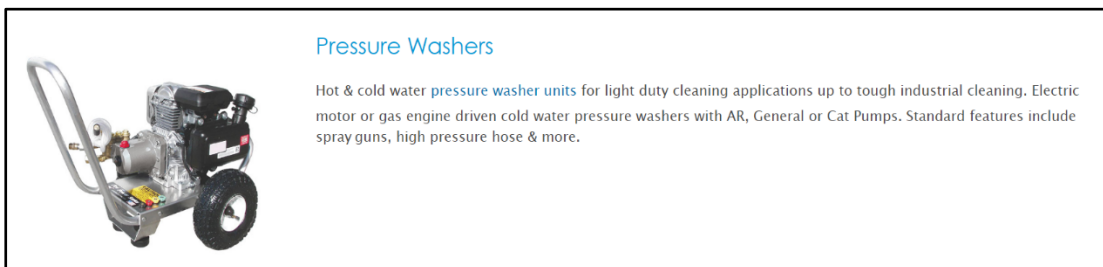 Pressure Washers
Hot & cold water pressure washer units for light duty cleaning applications up to tough industrial cleaning. Electric
motor or gas engine driven cold water pressure washers with AR, General or Cat Pumps. Standard features include
spray guns, high pressure hose & more.